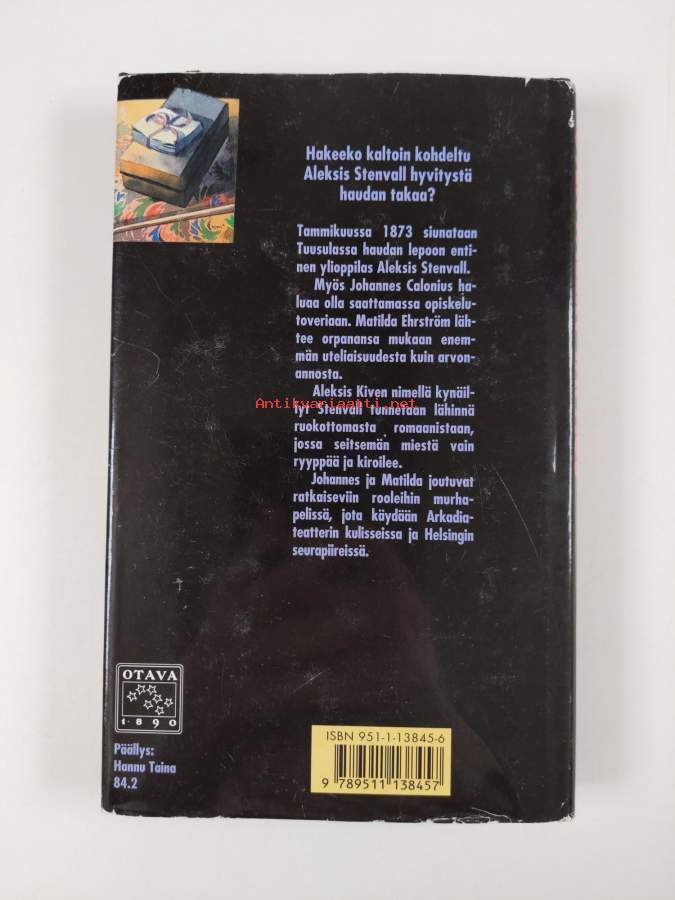 Hakeeko kaltoin kohdeltu
Aleksis Stenvall hyvitystä
haudan takaa?
Tammikuussa 1873 siunataan
Tuusulassa haudan lepoon enti-
nen ylioppilas Aleksis Stenvall.
Myös Johannes Calonius ha-
luaa olla saattamassa opiskelu-
toveriaan. Matilda Ehrström läh-
tee orpanansa mukaan enem-
män uteliaisuudesta kuin arvon-
annosta.
Aleksis Kiven nimellä kynäil-
lyt Stenvall tunnetaan lähinnä
Antikvariaatti.net
ruokottomasta romaanistaan,
jossa seitsemän miestä vain
ryyppää ja kiroilee.
Johannes ja Matilda joutuvat
ratkaiseviin rooleihin murha-
pelissä, jota käydään Arkadia-
teatterin kulisseissa ja Helsingin
seurapiireissä.
OTAVA
1·890
Päällys:
Hannu Taina
84.2
ISBN 951-1-13845-6
9 789511 138457